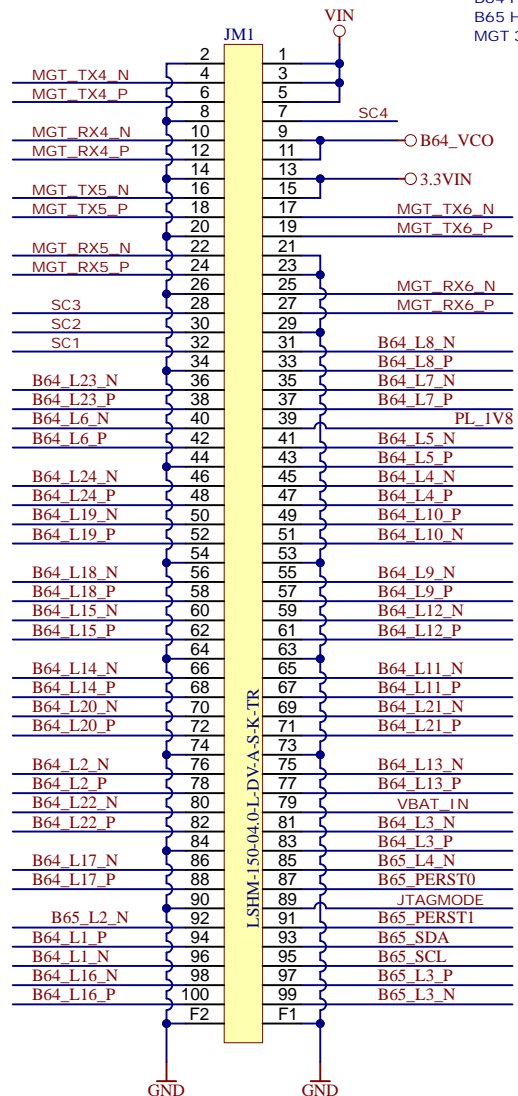 VIN
B65 H
MGT 3
JM1
2 1
MGT_TX4_N 4 3
MGT_TX4_P 6 5
8 7 SC4
MGT_RX4_N 10 9
B64_VCO
MGT_RX4_P 12 11
14 13
3.3VIN
MGT_TX5_N 16 15
MGT_TX5_P 18 17 MGT_TX6_N
20 19 MGT_TX6_P
MGT_RX5_N 22 21
MGT_RX5_P 24 23
26 25 MGT_RX6_N
SC3 28 27 MGT_RX6_P
SC2 30 29
SC1 32 31 B64_L8_N
34 33 B64_L8_P
B64_L23_N 36 35 B64_L7_N
B64_L23_P 38 37 B64_L7_P
B64_L6_N 40 39 PL_1V8
B64_L6_P 42 41 B64_L5_N
44 43 B64_L5_P
B64_L24_N 46 45 B64_L4_N
B64_L24_P 48 47 B64_L4_P
B64_L19_N 50 49 B64_L10_P
B64_L19_P 52 51 B64_L10_N
54 53
B64_L18_N 56 55 B64_L9_N
B64_L18_P 58 57 B64_L9_P
B64_L15_N 60 59 B64_L12_N
B64_L15_P 62 61 B64_L12_P
64 63
B64_L14_N 66 65 B64_L11_N
B64_L14_P 68 67 B64_L11_P
B64_L20_N 70 69 B64_L21_N
B64_L20_P 72 71 B64_L21_P
74 73
B64_L2_N 76 75 B64_L13_N
B64_L2_P 78 77 B64_L13_P
B64_L22_N 80 79 VBAT_IN
B64_L22_P 82 81 B64_L3_N
84 83 B64_L3_P
B64_L17_N 86 85 B65_L4_N
B64_L17_P 88 87 B65_PERST0
90 89 JTAGMODE
B65_L2_N 92 91 B65_PERST1
B64_L1_P 94 93 B65_SDA
B64_L1_N 96 95 B65_SCL
B64_L16_N 98 97 B65_L3_P
B64_L16_P 100 99 B65_L3_N
F2 F1
LSHM-150-04.0-L-DV-A-S-K-TR
GND GND